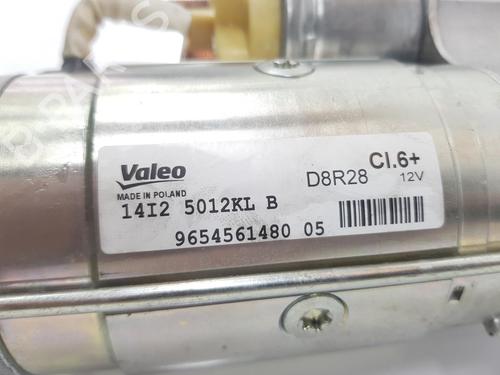 Valeo
MADE IN POLAND
D8R28
Cl.6+
12V
14I2 5012KL B
9654561480 05